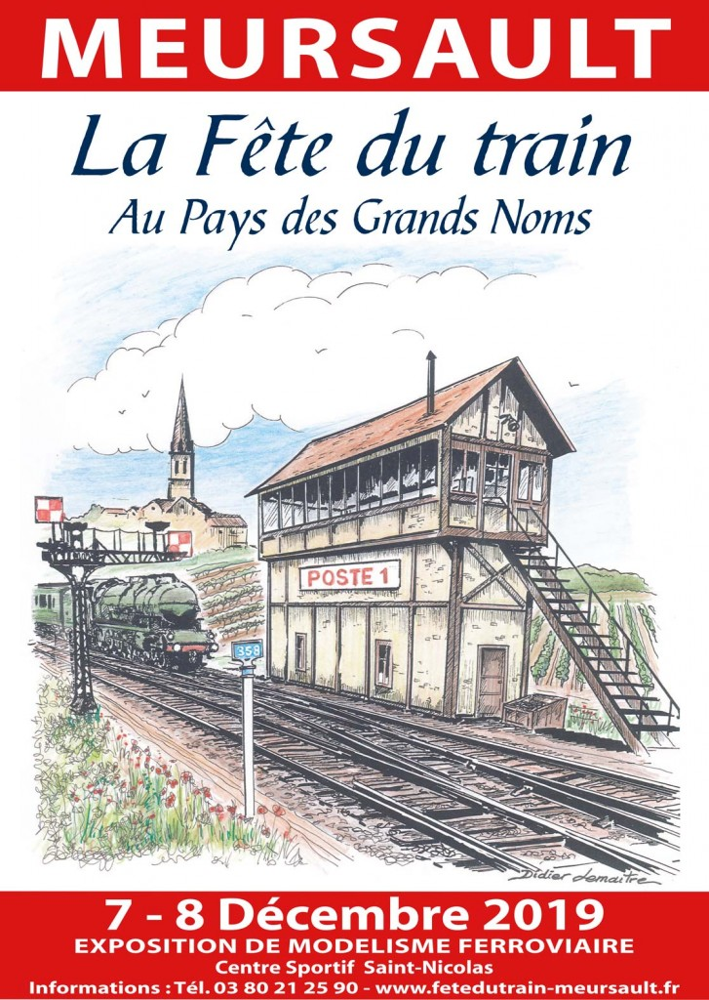 MEURSAULT
La Fête du train
Au Pays des Grands Noms
POSTE 1
358
Didier Lemaitre
7 - 8 Décembre 2019
EXPOSITION DE MODELISME FERROVIAIRE
Centre Sportif Saint-Nicolas
Informations : Tél. 03 80 21 25 90 - www.fetedutrain-meursault.fr